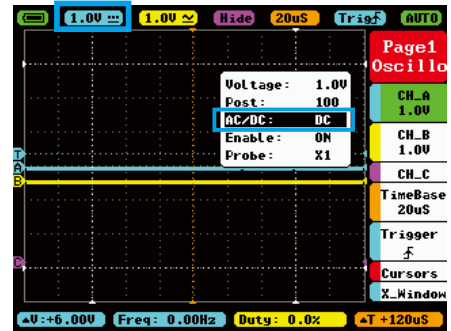 1.0V 1.0V Hide 20uS Trig AUTO
Page1
Oscillo
Voltage: 1.0V
Post: 100
AC/DC: DC
Enable: ON
Probe: X1
CH_A
1.0V
CH_B
1.0V
CH_C
TimeBase
20uS
Trigger
Cursors
X_Window
T
A
B
C
▲V:+6.00V Freq: 0.00Hz Duty: 0.0% ▲T +120uS